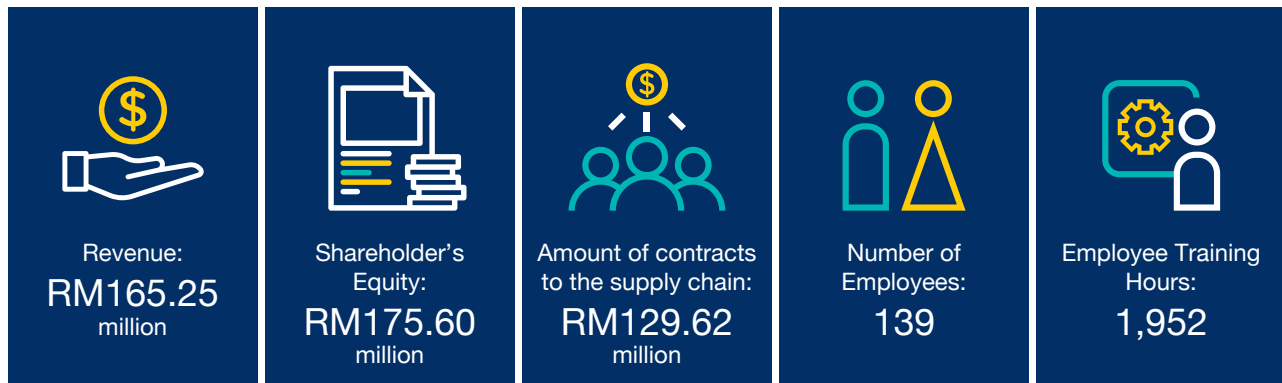 $
Revenue:
RM165.25
million
Shareholder's
Equity:
RM175.60
million
$
Amount of contracts
to the supply chain:
RM129.62
million
Number of
Employees:
139
Employee Training
Hours:
1,952